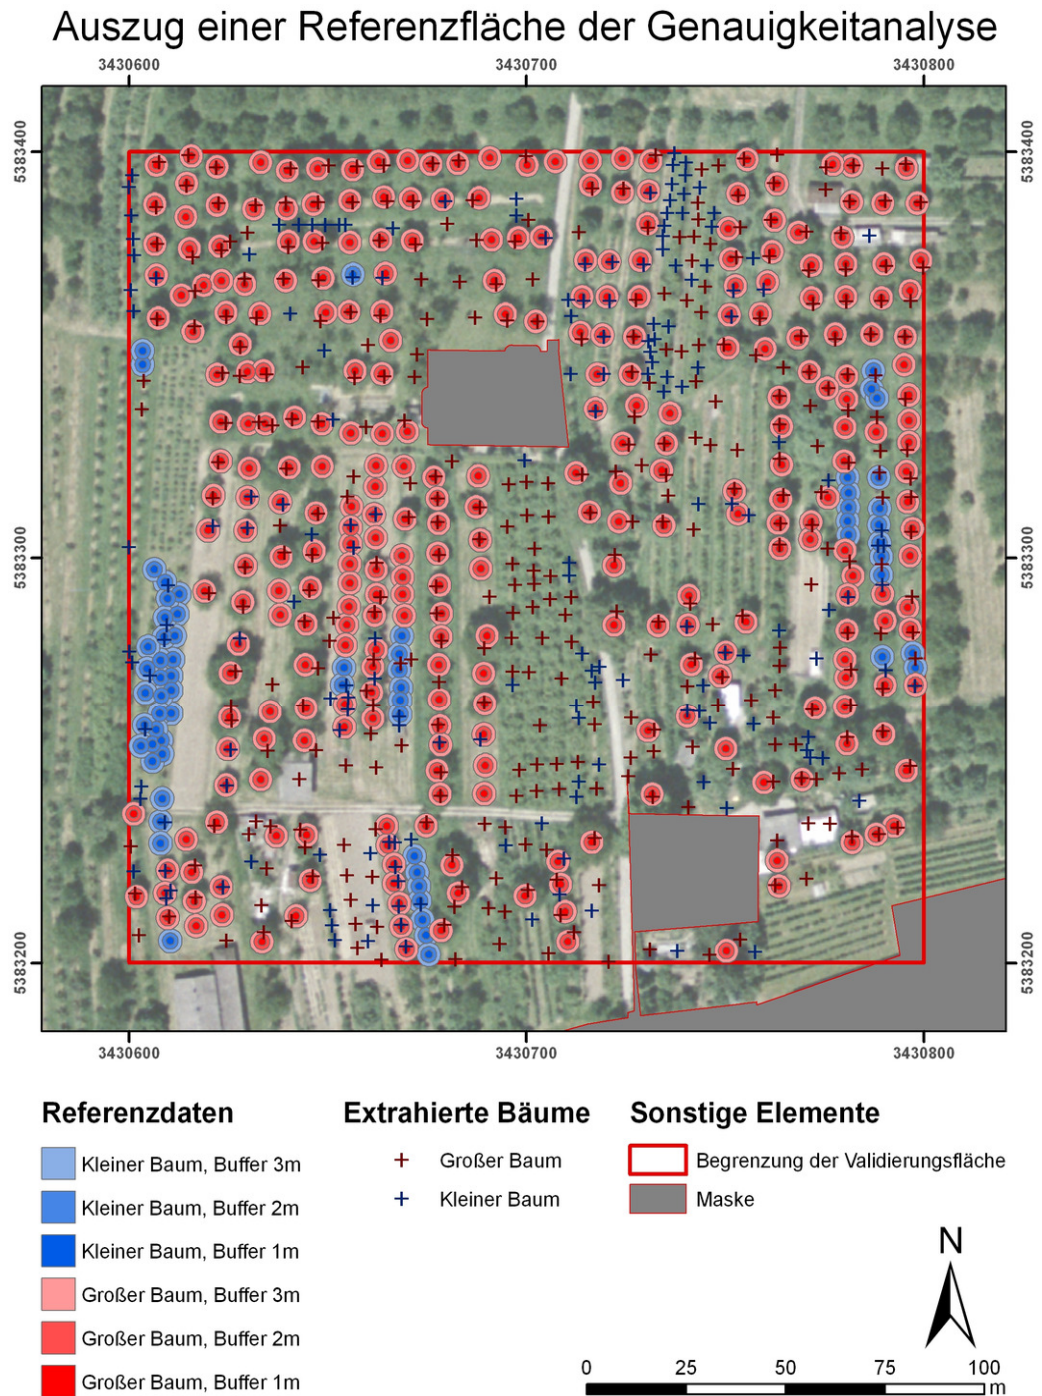 Auszug einer Referenzfläche der Genauigkeitanalyse
3430600
3430700
3430800
5383400
5383400
5383300
5383300
5383200
5383200
3430600
3430700
3430800
Referenzdaten
Kleiner Baum, Buffer 3m
Kleiner Baum, Buffer 2m
Kleiner Baum, Buffer 1m
Großer Baum, Buffer 3m
Großer Baum, Buffer 2m
Großer Baum, Buffer 1m
Extrahierte Bäume
Großer Baum
Kleiner Baum
Sonstige Elemente
Begrenzung der Validierungsfläche
Maske
N
0 25 50 75 100
m